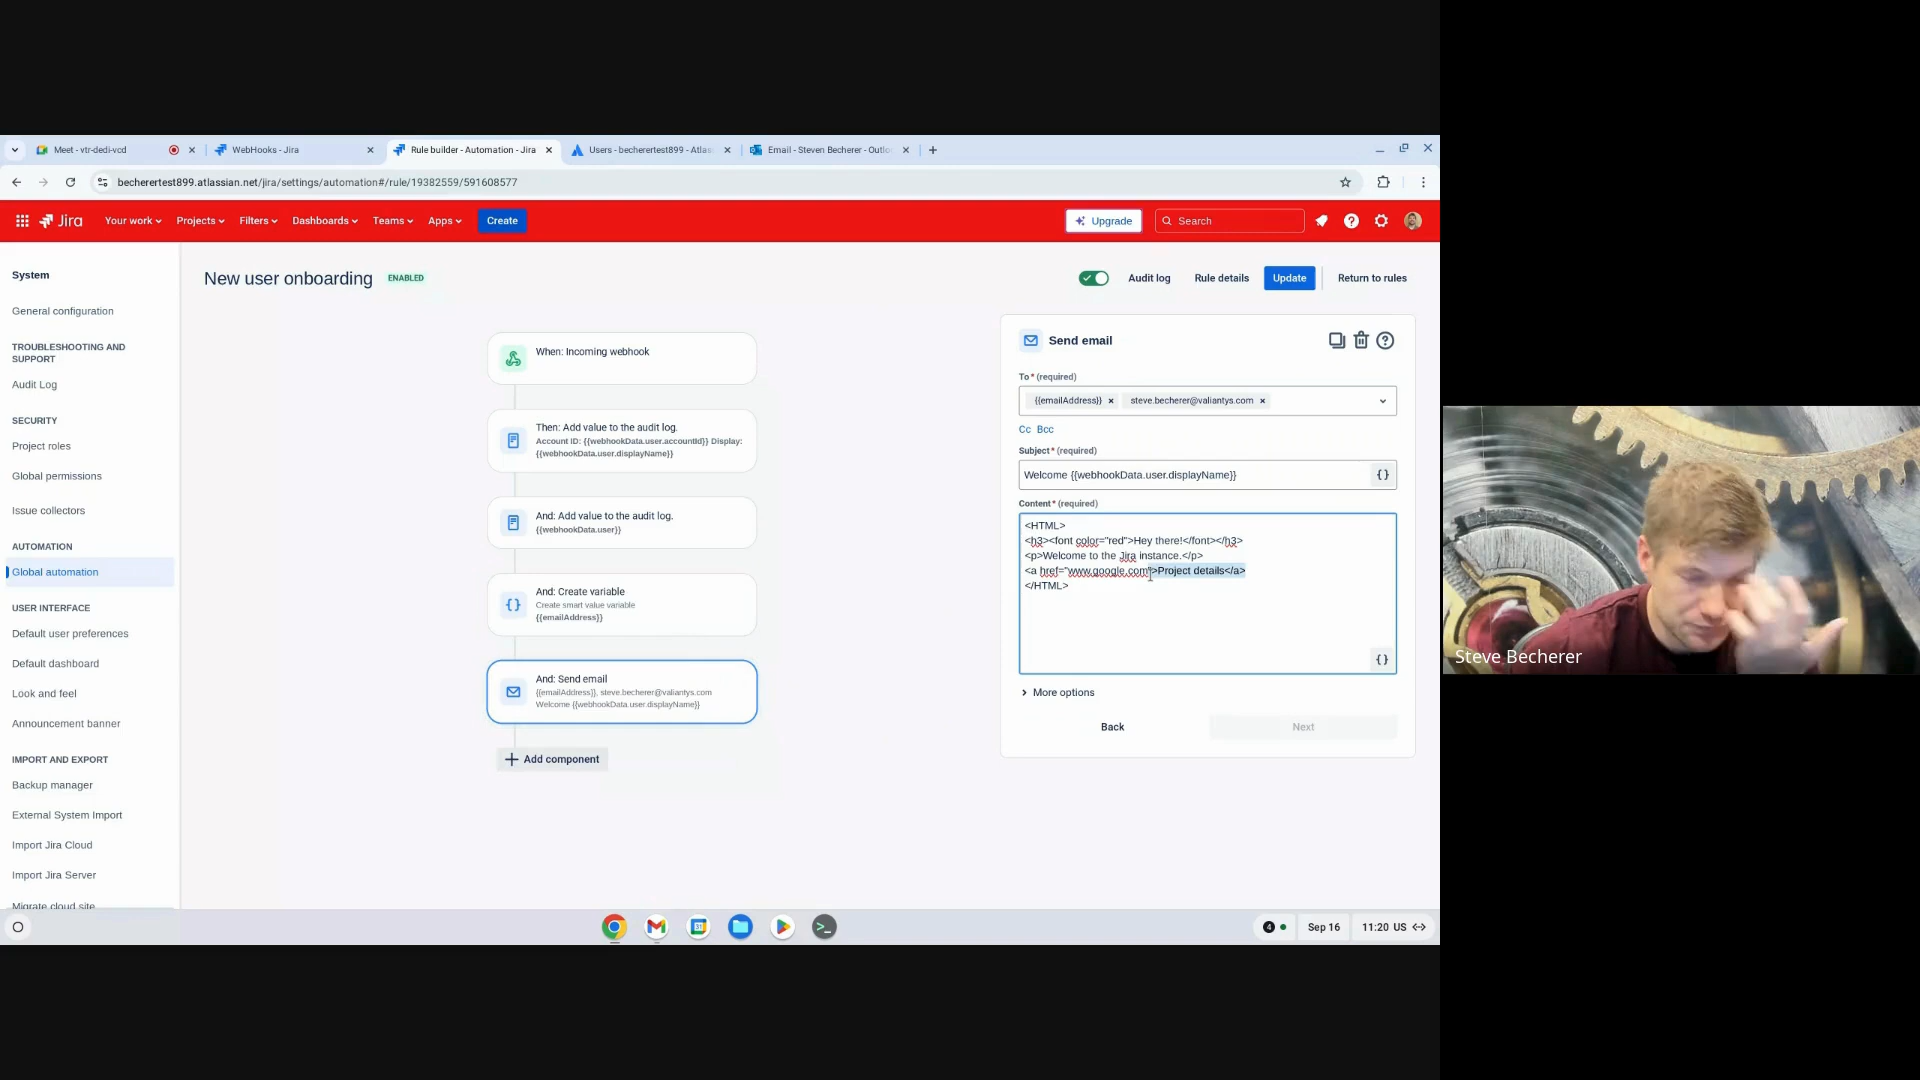 Meet - vtr-dedi-vcd
WebHooks - Jira
Rule builder - Automation - Jira
Users - becherertest899 - Atlas
Email - Steven Becherer - Outlo
becherertest899.atlassian.net/jira/settings/automation#/rule/19382559/591608577
Jira
Your work
Projects
Filters
Dashboards
Teams
Apps
Create
Upgrade
Search
System
General configuration
TROUBLESHOOTING AND
SUPPORT
Audit Log
SECURITY
Project roles
Global permissions
Issue collectors
AUTOMATION
Global automation
USER INTERFACE
Default user preferences
Default dashboard
Look and feel
Announcement banner
IMPORT AND EXPORT
Backup manager
External System Import
Import Jira Cloud
Import Jira Server
Migrate cloud site
New user onboarding ENABLED
Audit log
Rule details
Update
Return to rules
When: Incoming webhook
Then: Add value to the audit log.
Account ID: {{webhookData.user.accountId}} Display:
{{webhookData.user.displayName}}
And: Add value to the audit log.
{{webhookData.user}}
And: Create variable
Create smart value variable
{{emailAddress}}
And: Send email
{{emailAddress}}, steve.becherer@valiantys.com
Welcome {{webhookData.user.displayName}}
Add component
Send email
To * (required)
{{emailAddress}}
steve.becherer@valiantys.com
Cc Bcc
Subject * (required)
Welcome {{webhookData.user.displayName}}
{}
Content * (required)
<HTML>
<h3><font color="red">Hey there!</font></h3>
<p>Welcome to the Jira instance.</p>
<a href="www.google.com">Project details</a>
</HTML>
{}
More options
Back
Next
Steve Becherer
4
Sep 16
11:20 US